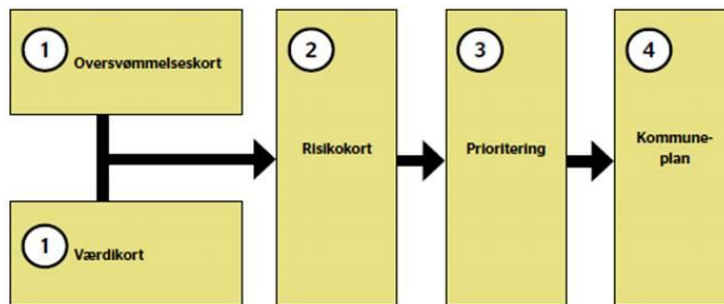 1 Oversvømmelseskort
1 Værdikort
2
Risikokort
3
Prioritering
4
Kommune-
plan